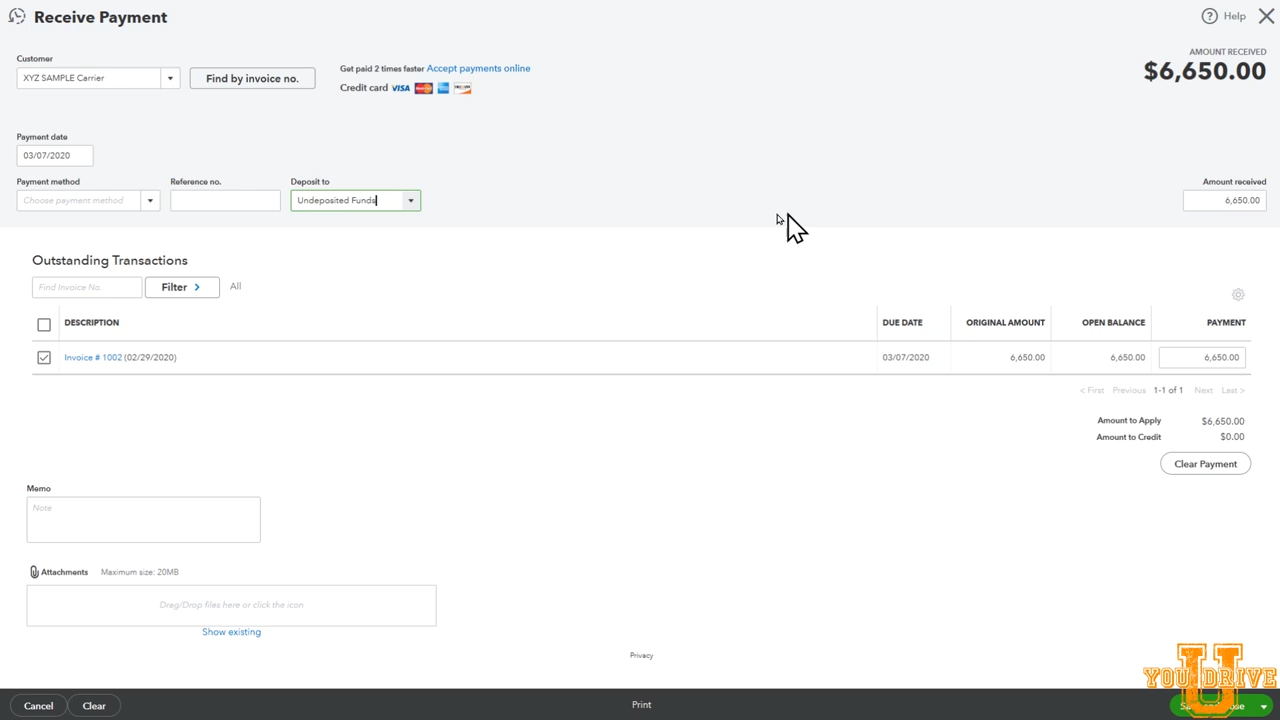 Receive Payment
Help
Customer
XYZ SAMPLE Carrier
Find by invoice no.
Get paid 2 times faster Accept payments online
Credit card VISA
AMOUNT RECEIVED
$6,650.00
Payment date
03/07/2020
Payment method
Reference no.
Deposit to
Amount received
Choose payment method
Undeposited Funds
6,650.00
Outstanding Transactions
Find Invoice No.
Filter >
All
DESCRIPTION
DUE DATE
ORIGINAL AMOUNT
OPEN BALANCE
PAYMENT
Invoice # 1002 (02/29/2020)
03/07/2020
6,650.00
6,650.00
6,650.00
< First Previous 1-1 of 1 Next Last >
Amount to Apply $6,650.00
Amount to Credit $0.00
Clear Payment
Memo
Note
Attachments Maximum size: 20MB
Drag/Drop files here or click the icon
Show existing
Privacy
Cancel
Clear
Print
U
YOU DRIVE